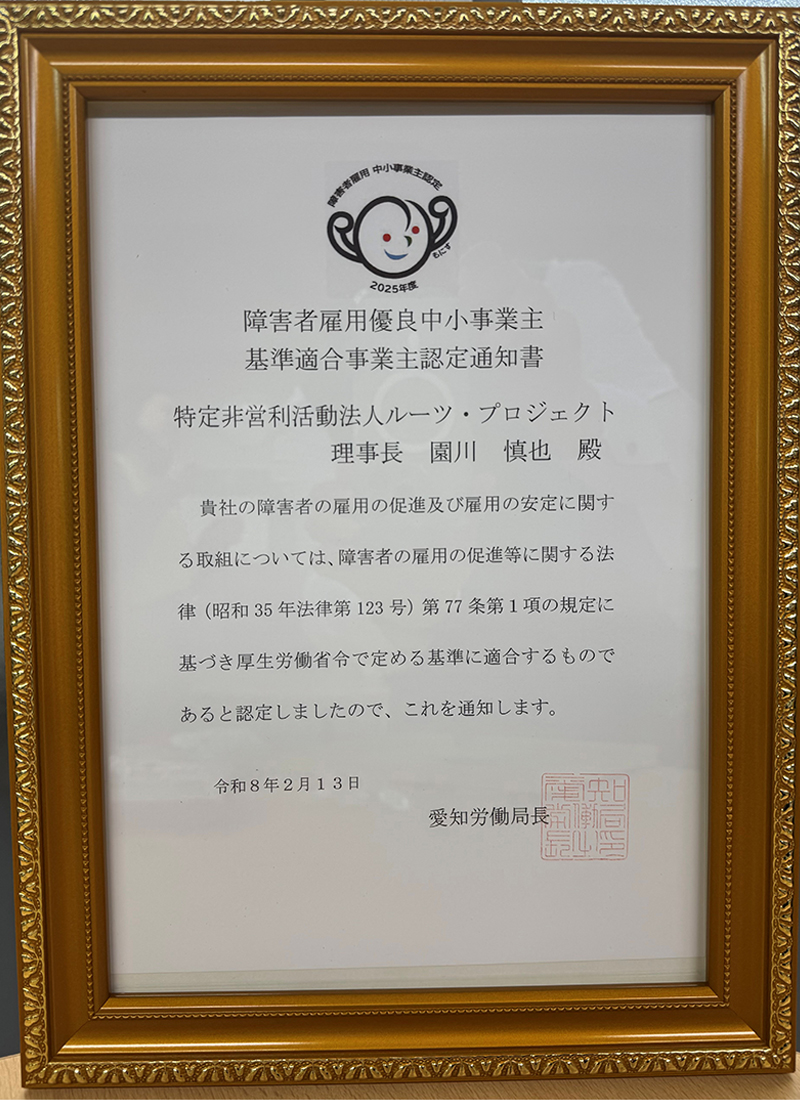 障害者雇用 中小事業主認定
もにす
2025年度
障害者雇用優良中小事業主
基準適合事業主認定通知書
特定非営利活動法人ルーツ・プロジェクト
理事長 園川 慎也 殿
貴社の障害者の雇用の促進及び雇用の安定に関す
る取組については、障害者の雇用の促進等に関する法
律（昭和 35 年法律第 123 号）第 77 条第１項の規定に
基づき厚生労働省令で定める基準に適合するもので
あると認定しましたので、これを通知します。
令和８年２月１３日
愛知労働局長